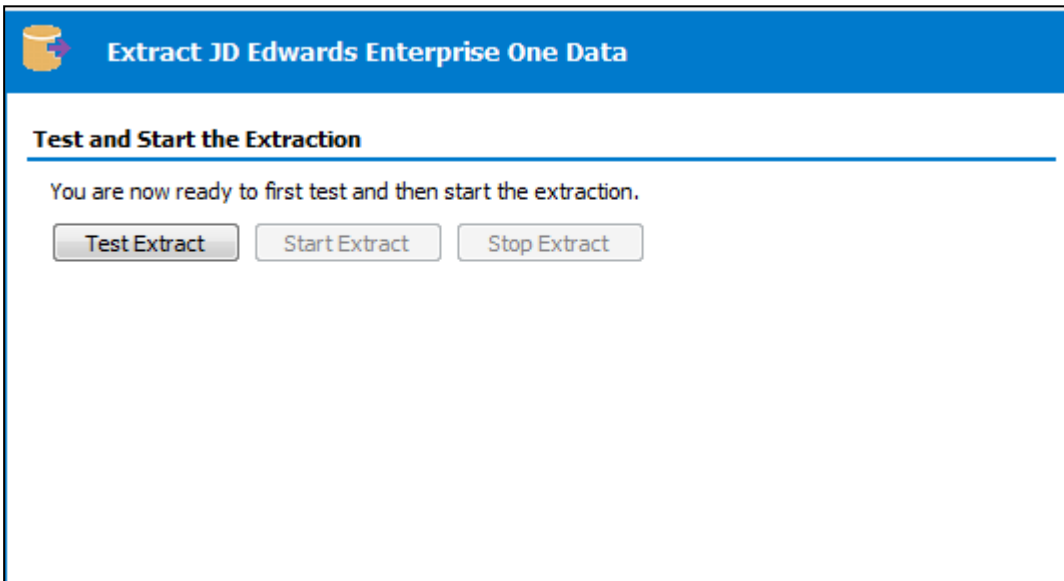 Extract JD Edwards Enterprise One Data
Test and Start the Extraction
You are now ready to first test and then start the extraction.
Test Extract Start Extract Stop Extract